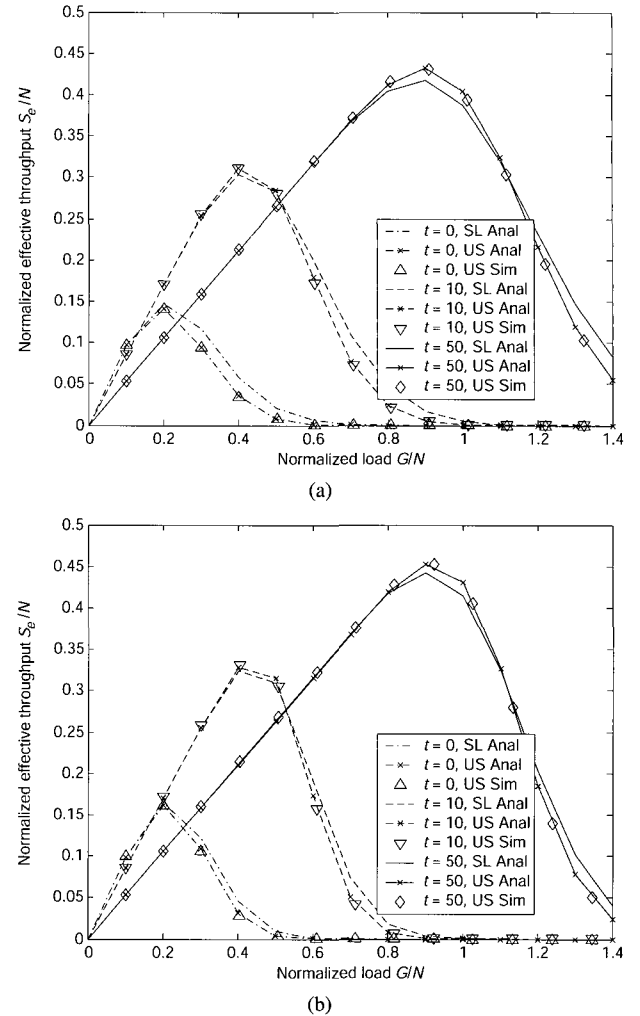 0.5
0.45
0.4
0.35
0.3
0.25
0.2
0.15
0.1
0.05
0
Normalized effective throughput Se/N
t = 0, SL Anal
t = 0, US Anal
t = 0, US Sim
t = 10, SL Anal
t = 10, US Anal
t = 10, US Sim
t = 50, SL Anal
t = 50, US Anal
t = 50, US Sim
0 0.2 0.4 0.6 0.8 1 1.2 1.4
Normalized load G/N
(a)
0.5
0.45
0.4
0.35
0.3
0.25
0.2
0.15
0.1
0.05
0
Normalized effective throughput Se/N
t = 0, SL Anal
t = 0, US Anal
t = 0, US Sim
t = 10, SL Anal
t = 10, US Anal
t = 10, US Sim
t = 50, SL Anal
t = 50, US Anal
t = 50, US Sim
0 0.2 0.4 0.6 0.8 1 1.2 1.4
Normalized load G/N
(b)